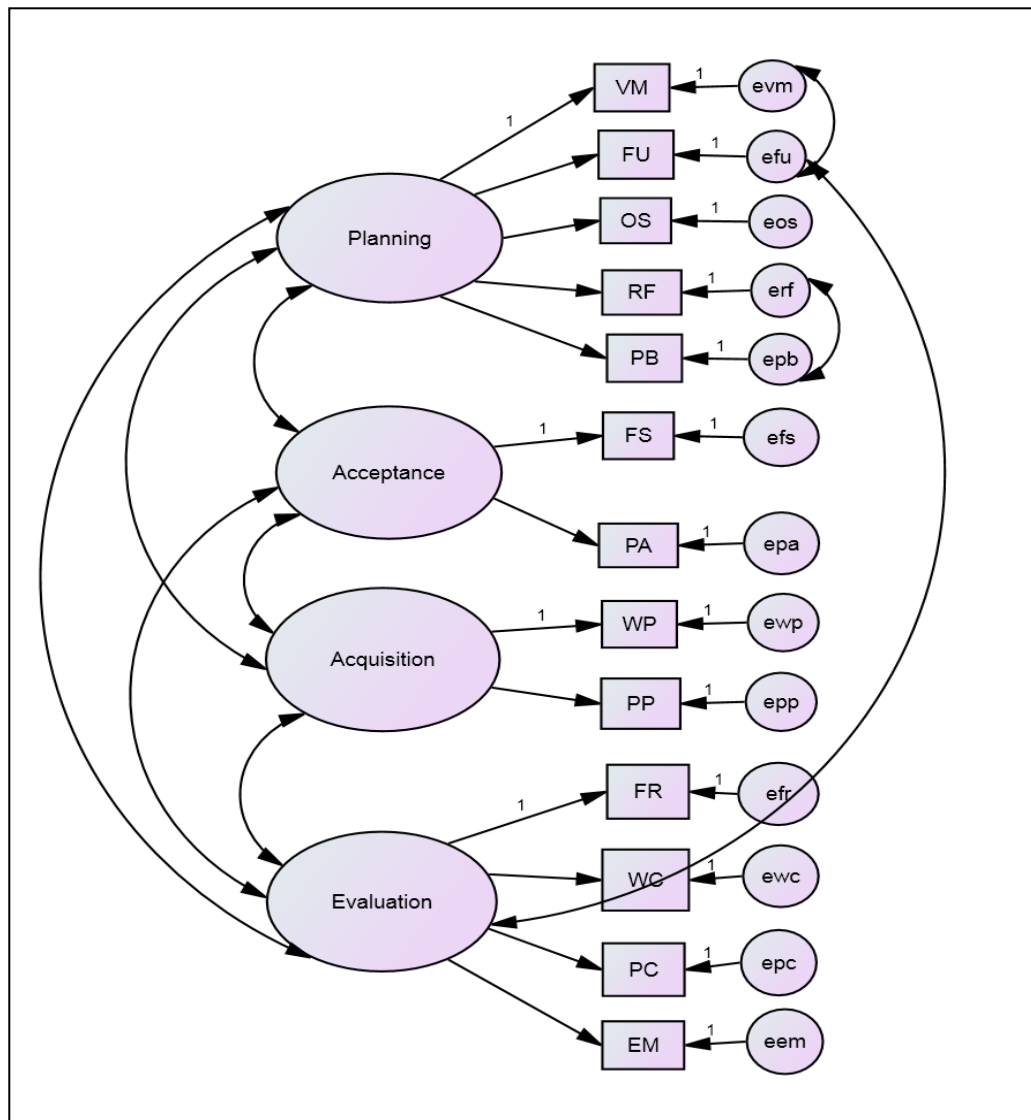 1 VM 1 evm
FU 1 efu
Planning OS 1 eos
RF 1 erf
PB 1 epb
Acceptance 1 FS 1 efs
PA 1 epa
Acquisition 1 WP 1 ewp
PP 1 epp
1 FR 1 efr
Evaluation WC 1 ewc
PC 1 epc
EM 1 eem